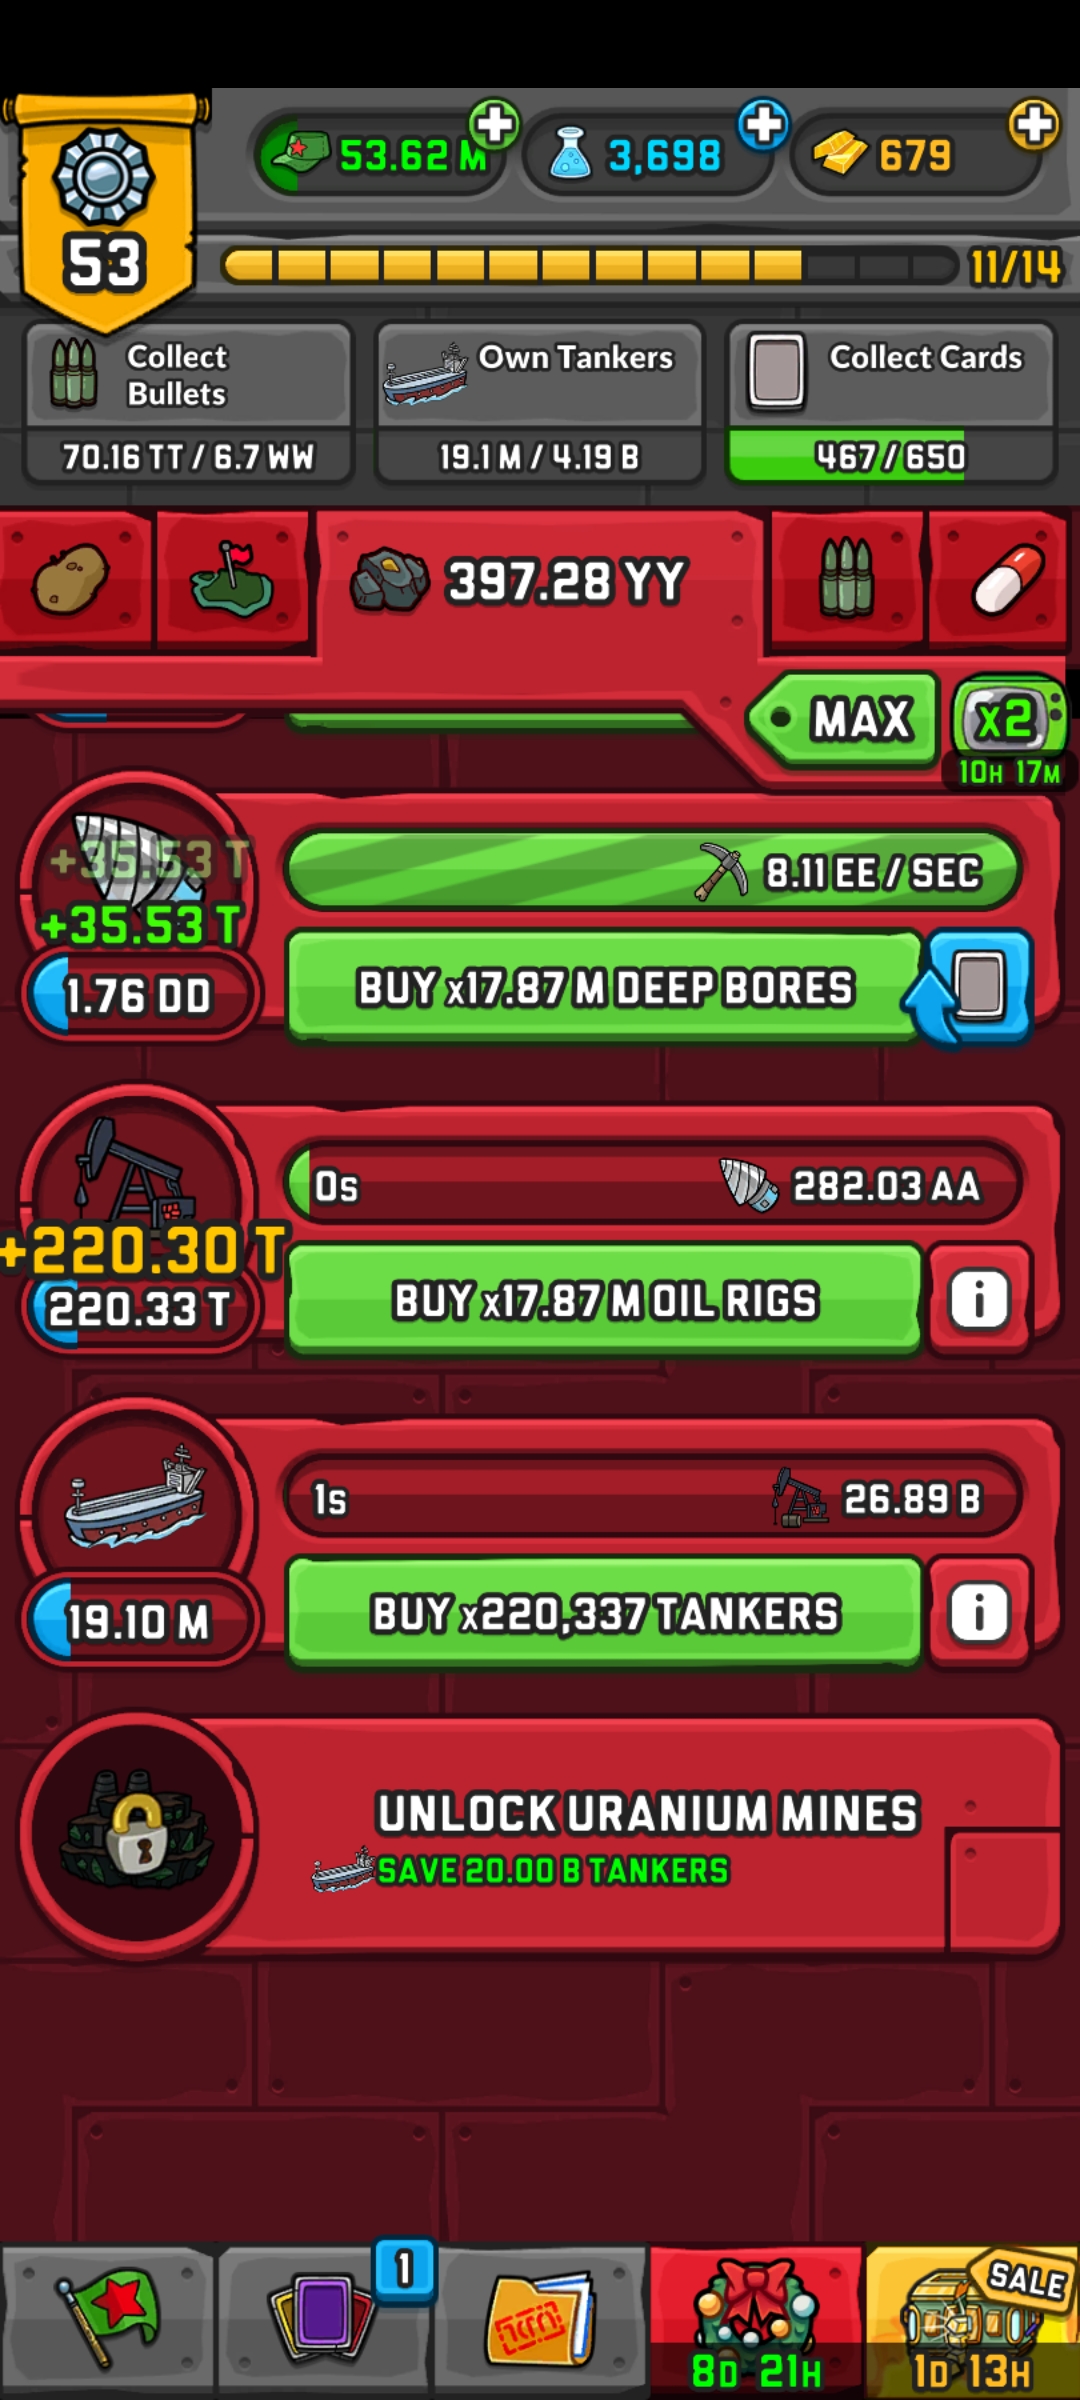 53.62 M
3,698
679
53
11/14
Collect
Bullets
70.16 TT / 6.7 WW
Own Tankers
19.1 M / 4.19 B
Collect Cards
467 / 650
397.28 YY
MAX
x2
10H 17M
+35.53 T
+35.53 T
8.11 EE / SEC
1.76 DD
BUY x17.87 M DEEP BORES
0s
282.03 AA
+220.30 T
220.33 T
BUY x17.87 M OIL RIGS
i
1s
26.89 B
19.10 M
BUY x220,337 TANKERS
i
UNLOCK URANIUM MINES
SAVE 20.00 B TANKERS
1
SALE
8D 21H
1D 13H